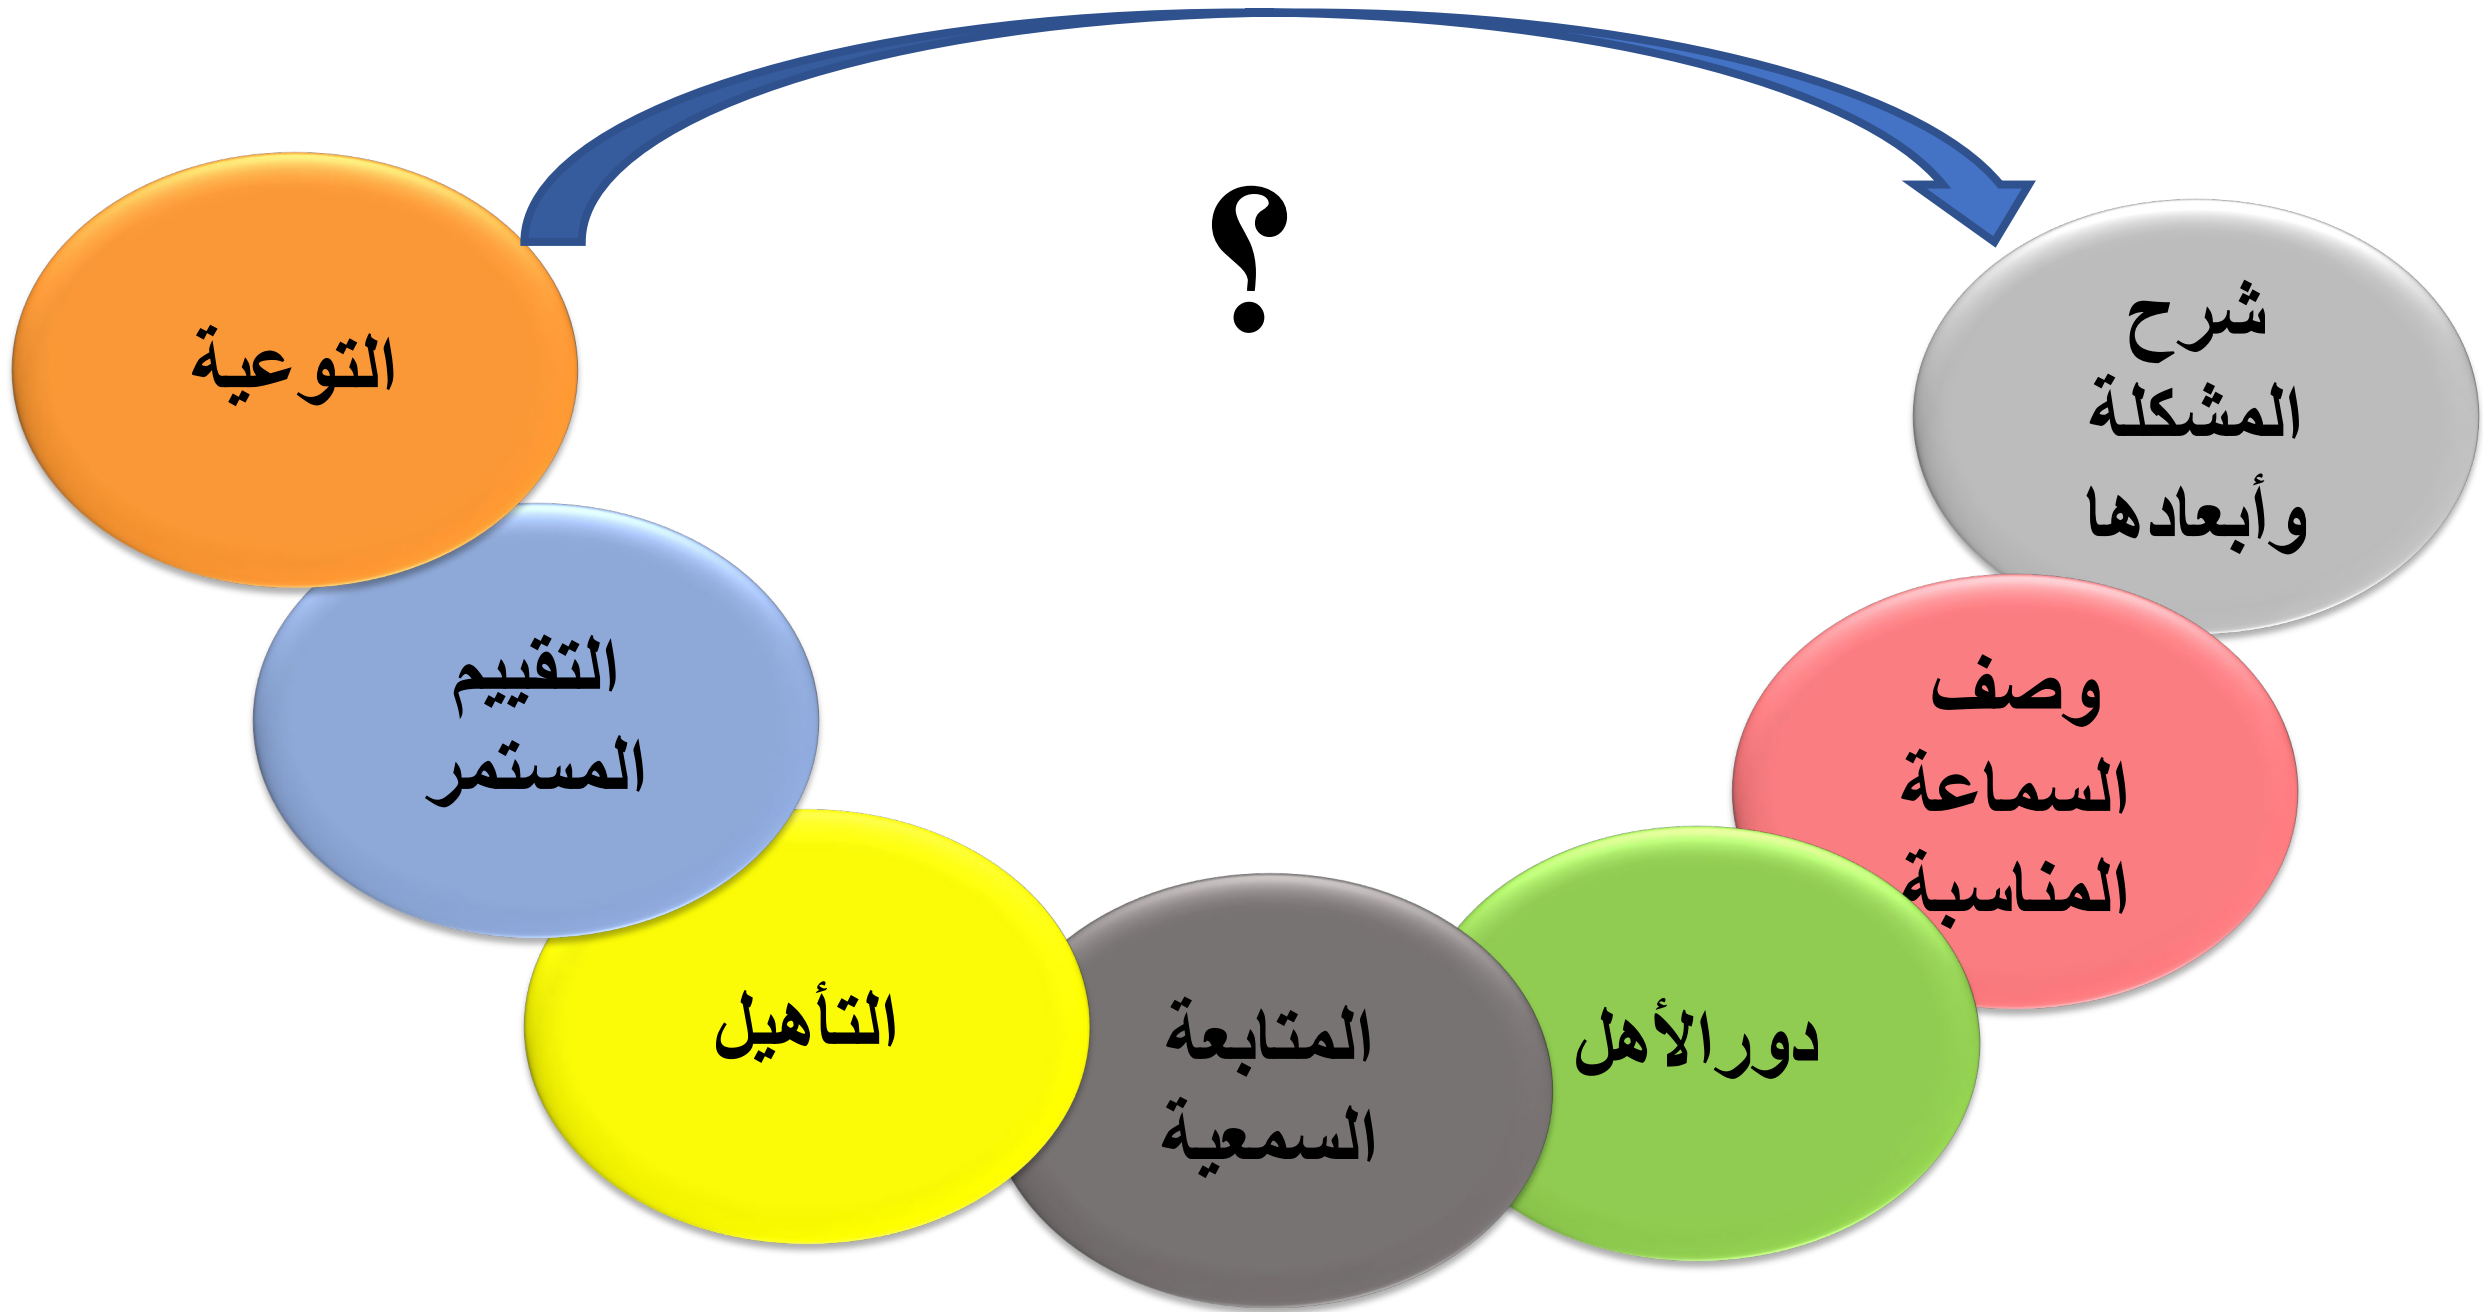 ؟
شرح
المشكلة
وأبعادها
وصف
السماعة
المناسبة
دورالأهل
المتابعة
السمعية
التأهيل
التقييم
المستمر
التوعية